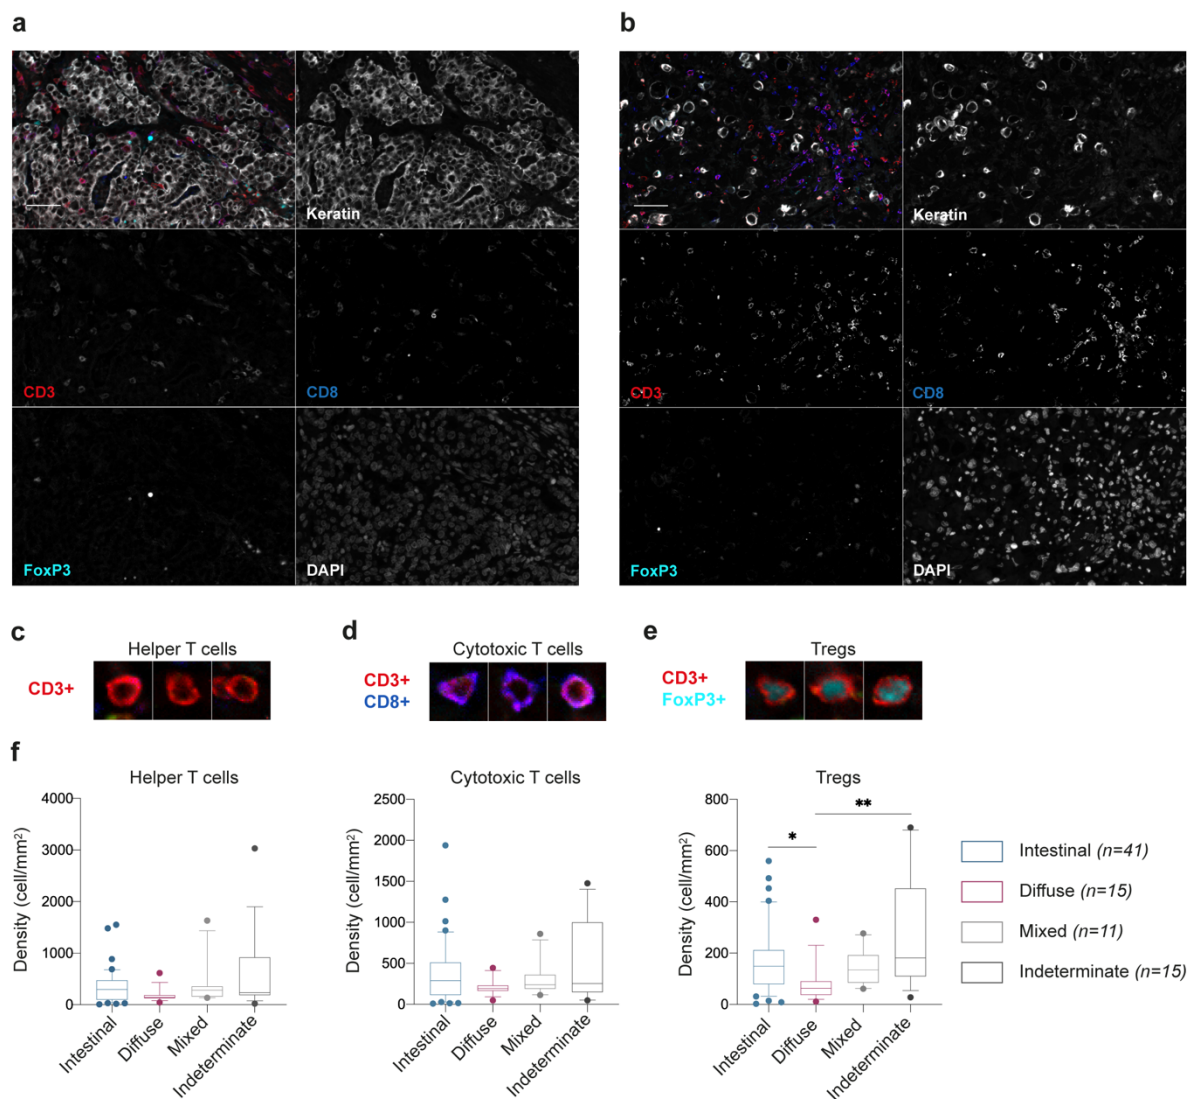 a
b
Keratin
Keratin
CD3
CD8
CD3
CD8
FoxP3
DAPI
FoxP3
DAPI
c
d
e
Helper T cells
Cytotoxic T cells
Tregs
CD3+
CD3+
CD8+
CD3+
FoxP3+
f
Helper T cells
Density (cell/mm²)
4000
3000
2000
1000
0
Intestinal
Diffuse
Mixed
Indeterminate
Cytotoxic T cells
Density (cell/mm²)
2500
2000
1500
1000
500
0
Intestinal
Diffuse
Mixed
Indeterminate
Tregs
Density (cell/mm²)
800
600
400
200
0
*
**
Intestinal
Diffuse
Mixed
Indeterminate
Intestinal (n=41)
Diffuse (n=15)
Mixed (n=11)
Indeterminate (n=15)